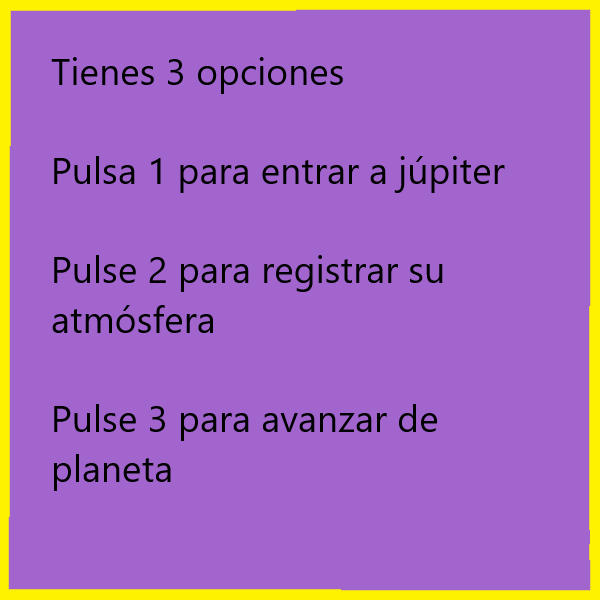 Tienes 3 opciones
Pulsa 1 para entrar a júpiter
Pulse 2 para registrar su
atmósfera
Pulse 3 para avanzar de
planeta